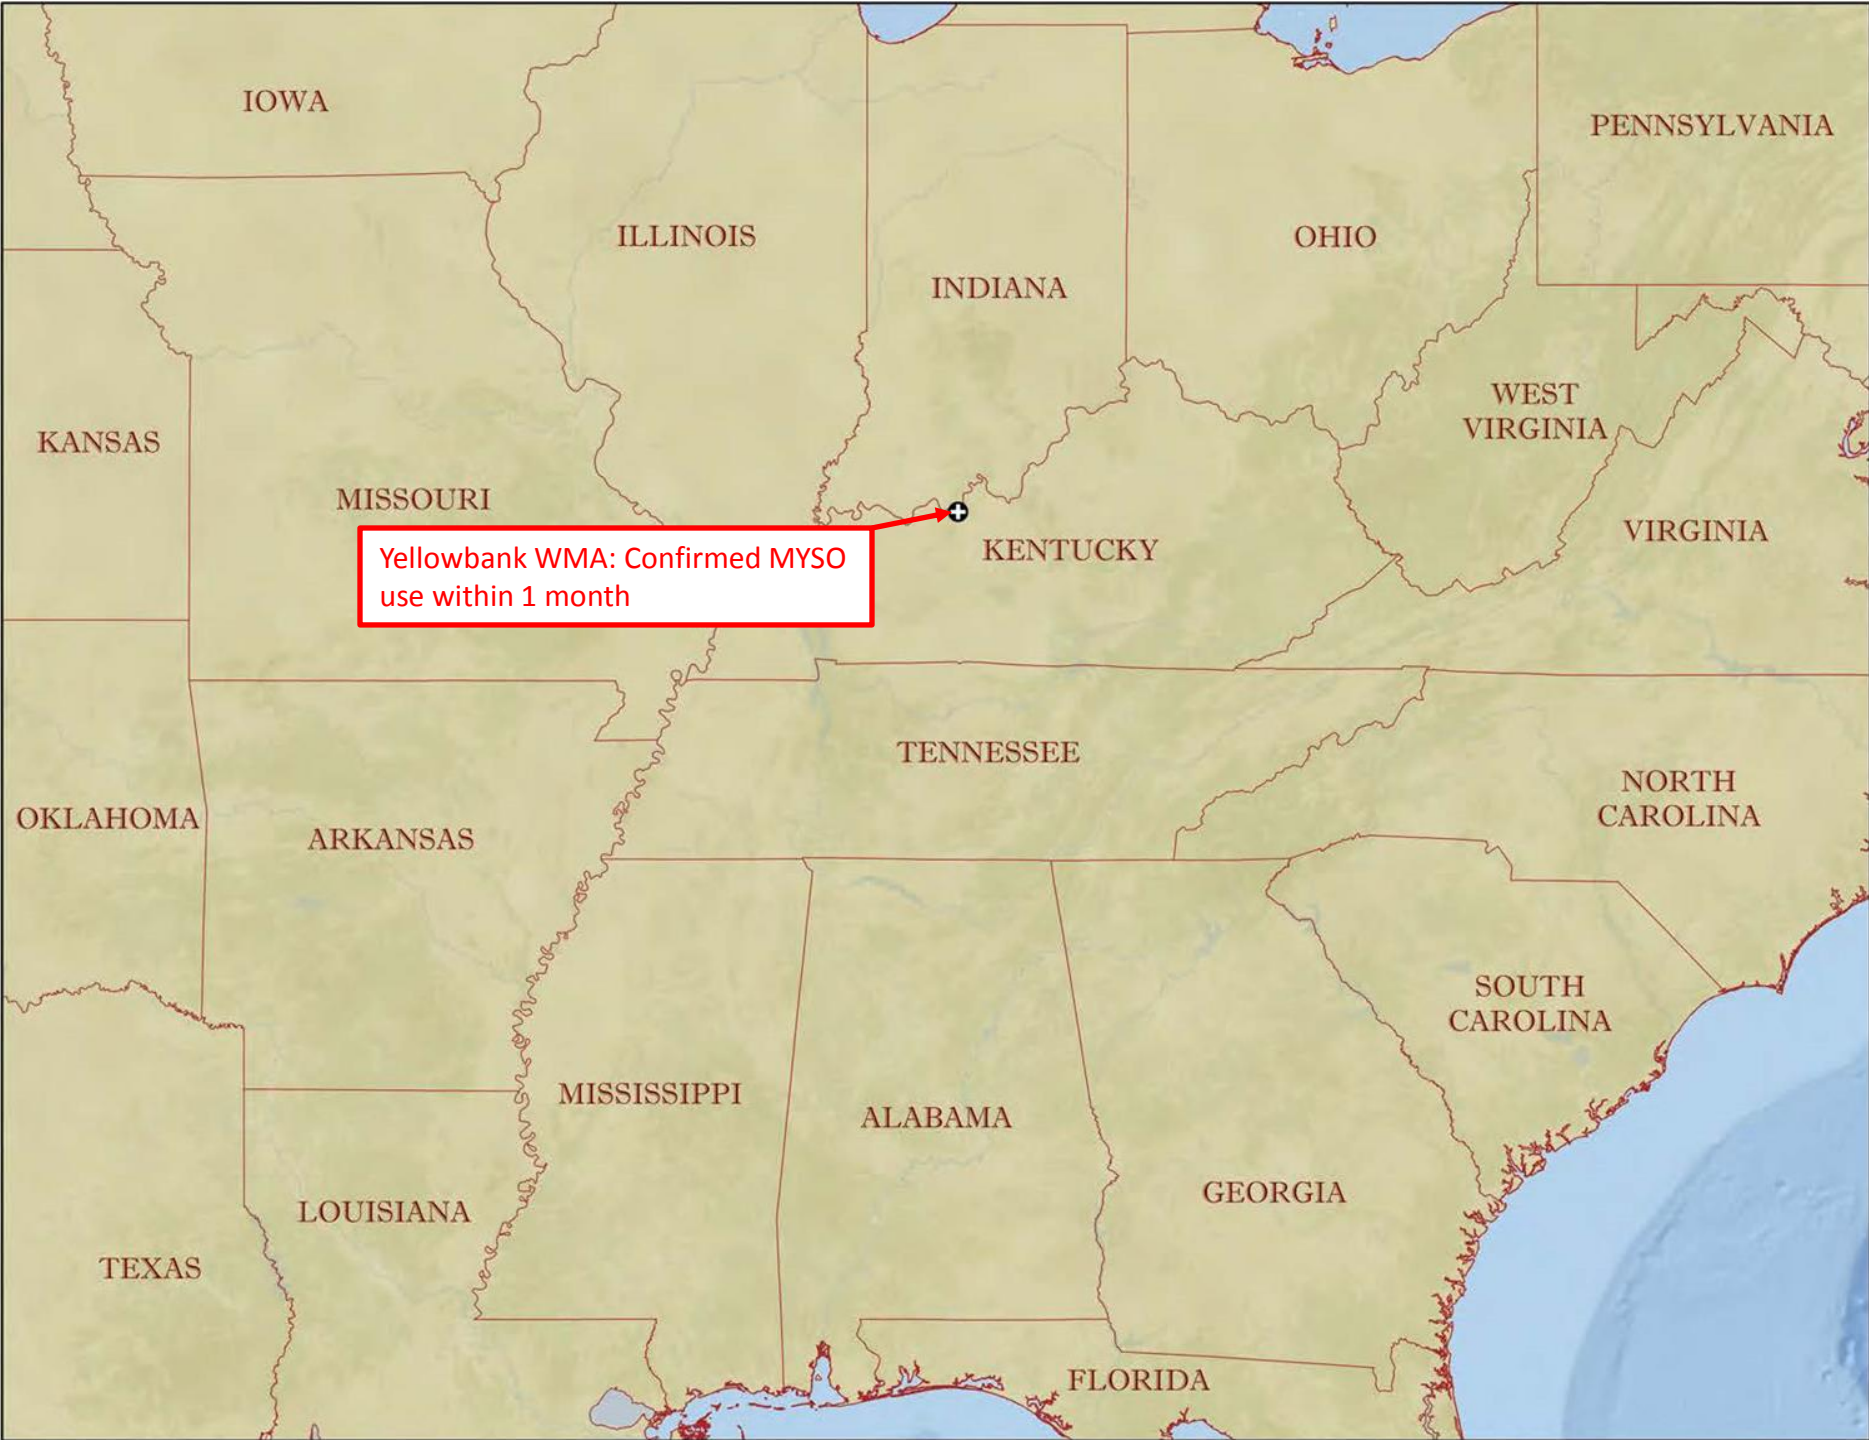 IOWA
PENNSYLVANIA
ILLINOIS
OHIO
INDIANA
WEST
VIRGINIA
KANSAS
MISSOURI
VIRGINIA
KENTUCKY
Yellowbank WMA: Confirmed MYSO
use within 1 month
TENNESSEE
NORTH
CAROLINA
OKLAHOMA
ARKANSAS
SOUTH
CAROLINA
MISSISSIPPI
ALABAMA
GEORGIA
LOUISIANA
TEXAS
FLORIDA